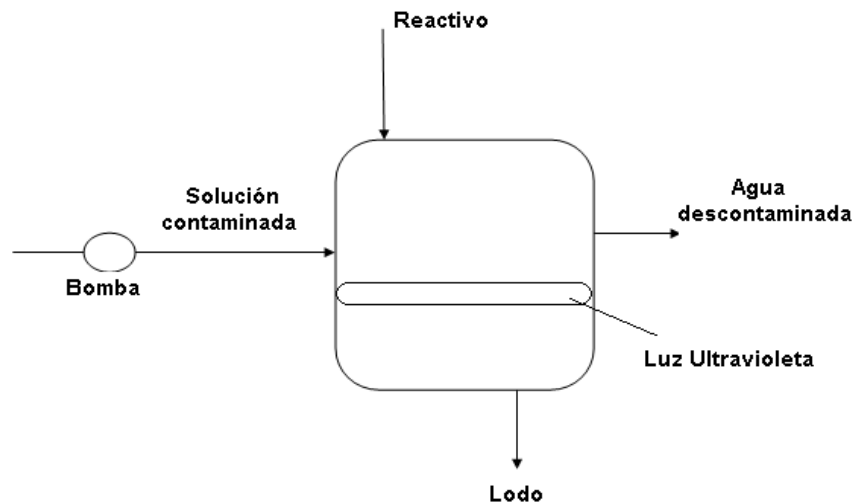 Reactivo
Solución
contaminada
Agua
descontaminada
Bomba
Luz Ultravioleta
Lodo